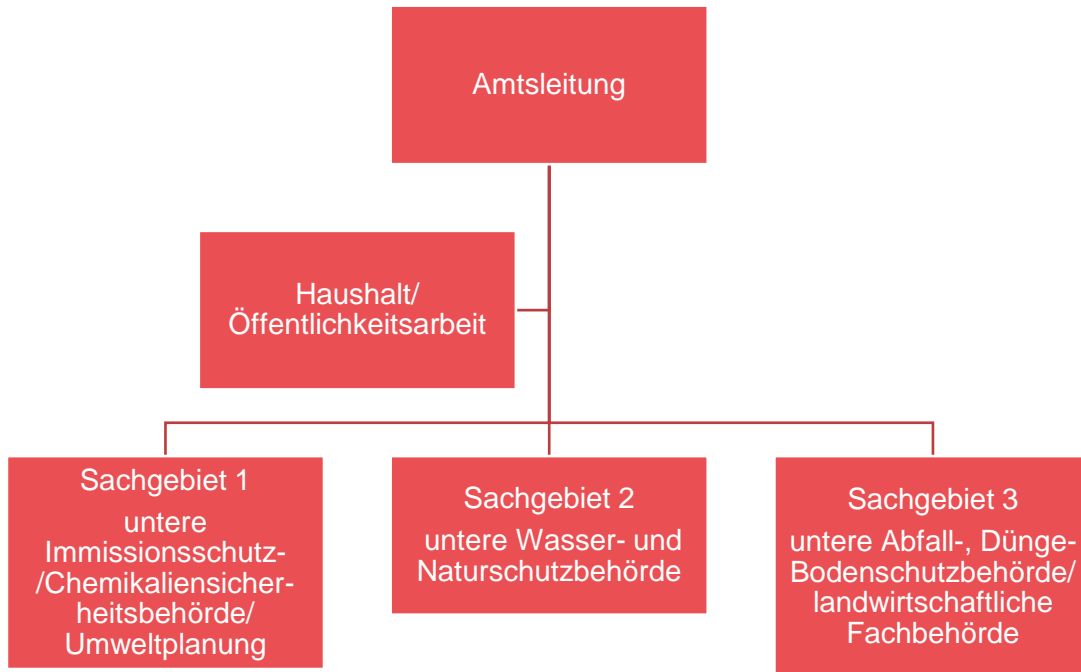 Amtsleitung
Haushalt/
Öffentlichkeitsarbeit
Sachgebiet 1
untere
Immissionsschutz-
/Chemikaliensicher-
heitsbehörde/
Umweltplanung
Sachgebiet 2
untere Wasser- und
Naturschutzbehörde
Sachgebiet 3
untere Abfall-, Dünge-
Bodenschutzbehörde/
landwirtschaftliche
Fachbehörde